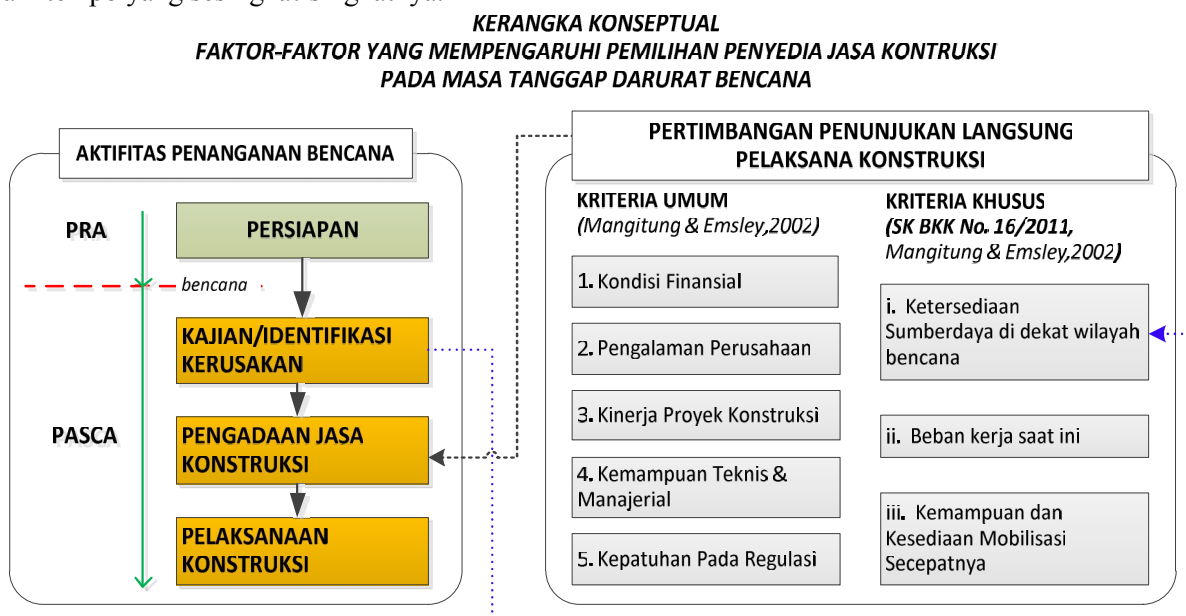 KERANGKA KONSEPTUAL
FAKTOR-FAKTOR YANG MEMPENGARUHI PEMILIHAN PENYEDIA JASA KONTRUKSI
PADA MASA TANGGAP DARURAT BENCANA
AKTIFITAS PENANGANAN BENCANA
PRA
PERSIAPAN
bencana
KAJIAN/IDENTIFIKASI
KERUSAKAN
PASCA
PENGADAAN JASA
KONSTRUKSI
PELAKSANAAN
KONSTRUKSI
PERTIMBANGAN PENUNJUKAN LANGSUNG
PELAKSANA KONSTRUKSI
KRITERIA UMUM
(Mangitung & Emsley,2002)
1. Kondisi Finansial
2. Pengalaman Perusahaan
3. Kinerja Proyek Konstruksi
4. Kemampuan Teknis &
Manajerial
5. Kepatuhan Pada Regulasi
KRITERIA KHUSUS
(SK BKK No. 16/2011,
Mangitung & Emsley,2002)
i. Ketersediaan
Sumberdaya di dekat wilayah
bencana
ii. Beban kerja saat ini
iii. Kemampuan dan
Kesediaan Mobilisasi
Secepatnya